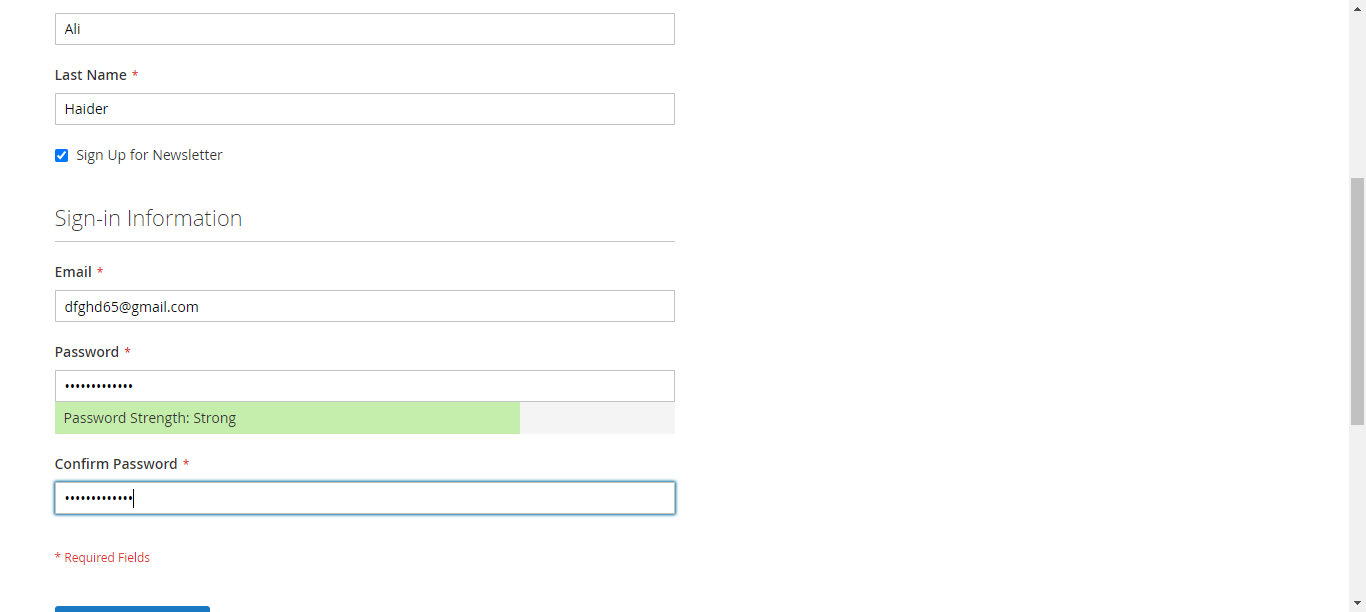 Ali
Last Name *
Haider
Sign Up for Newsletter
Sign-in Information
Email *
dfghd65@gmail.com
Password *
•••••••••••••
Password Strength: Strong
Confirm Password *
•••••••••••••
* Required Fields